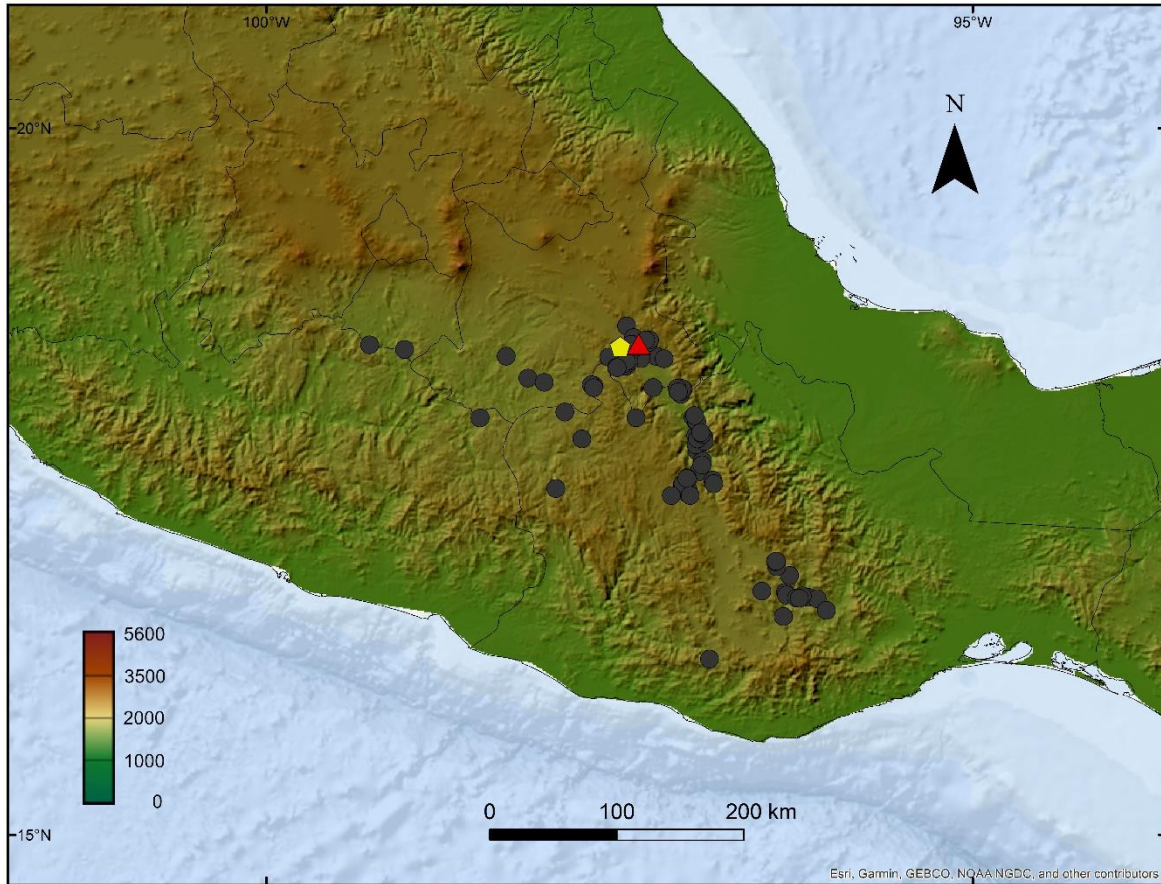 100°W
95°W
20°N
N
5600
3500
2000
1000
0
0 100 200 km
15°N
Esri, Garmin, GEBCO, NOAA NGDC, and other contributors